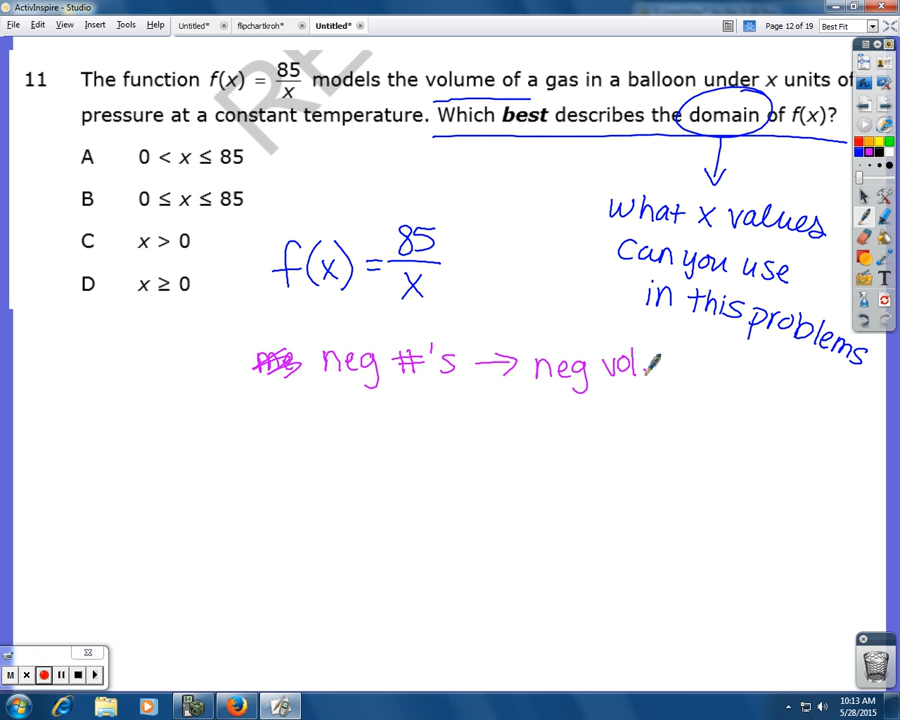 ActivInspire - Studio
File Edit View Insert Tools Help
Untitled* flipchartkroh* Untitled*
Page 12 of 19 Best Fit
11 The function f(x) = 85/x models the volume of a gas in a balloon under x units of
pressure at a constant temperature. Which best describes the domain of f(x)?
A 0 < x ≤ 85
B 0 ≤ x ≤ 85
C x > 0
D x ≥ 0
RE
what x values
can you use
in this problems
f(x) = 85/x
neg #'s → neg vol.
M
10:13 AM
5/28/2015